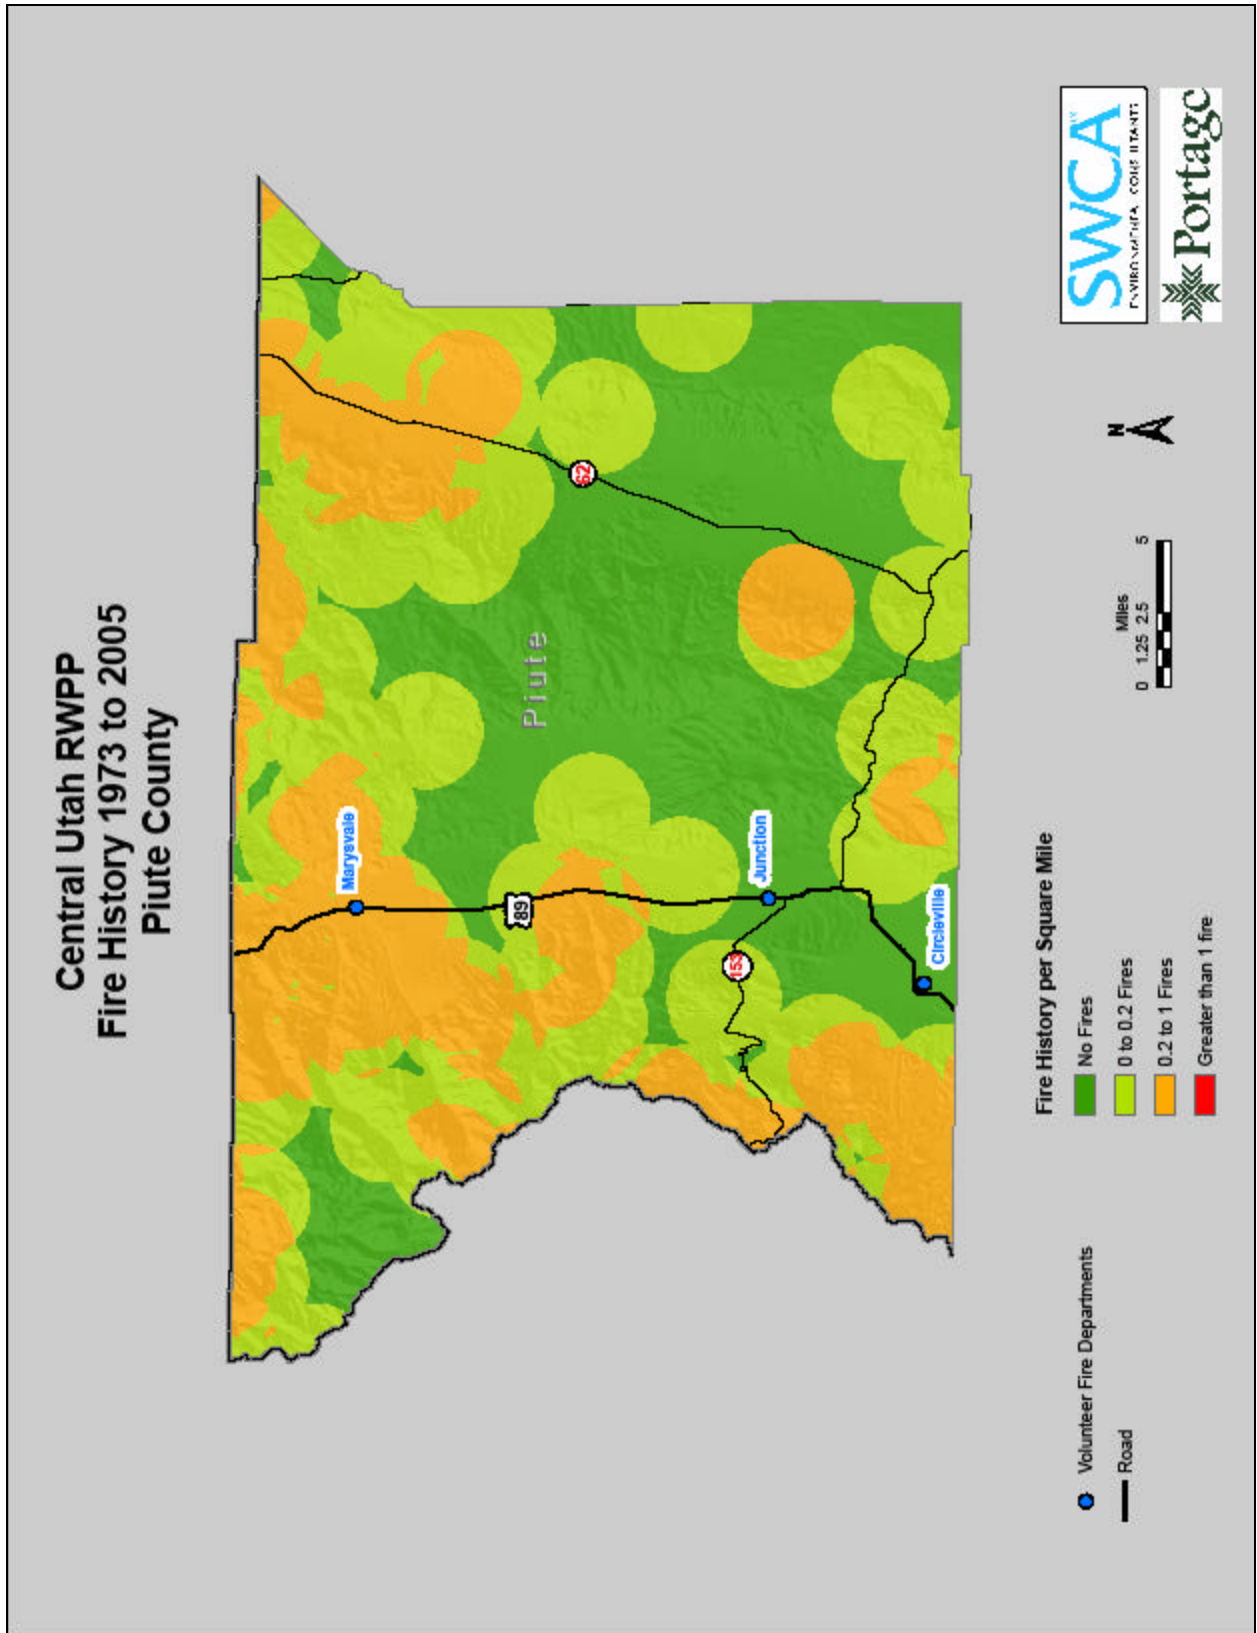 Central Utah RWPP
Fire History 1973 to 2005
Piute County
Marysvale
89
62
Piute
Junction
153
Circleville
Volunteer Fire Departments
Road
Fire History per Square Mile
No Fires
0 to 0.2 Fires
0.2 to 1 Fires
Greater than 1 fire
Miles
0 1.25 2.5 5
N
SWCA
ENVIRONMENTAL CONSULTANTS
Portage